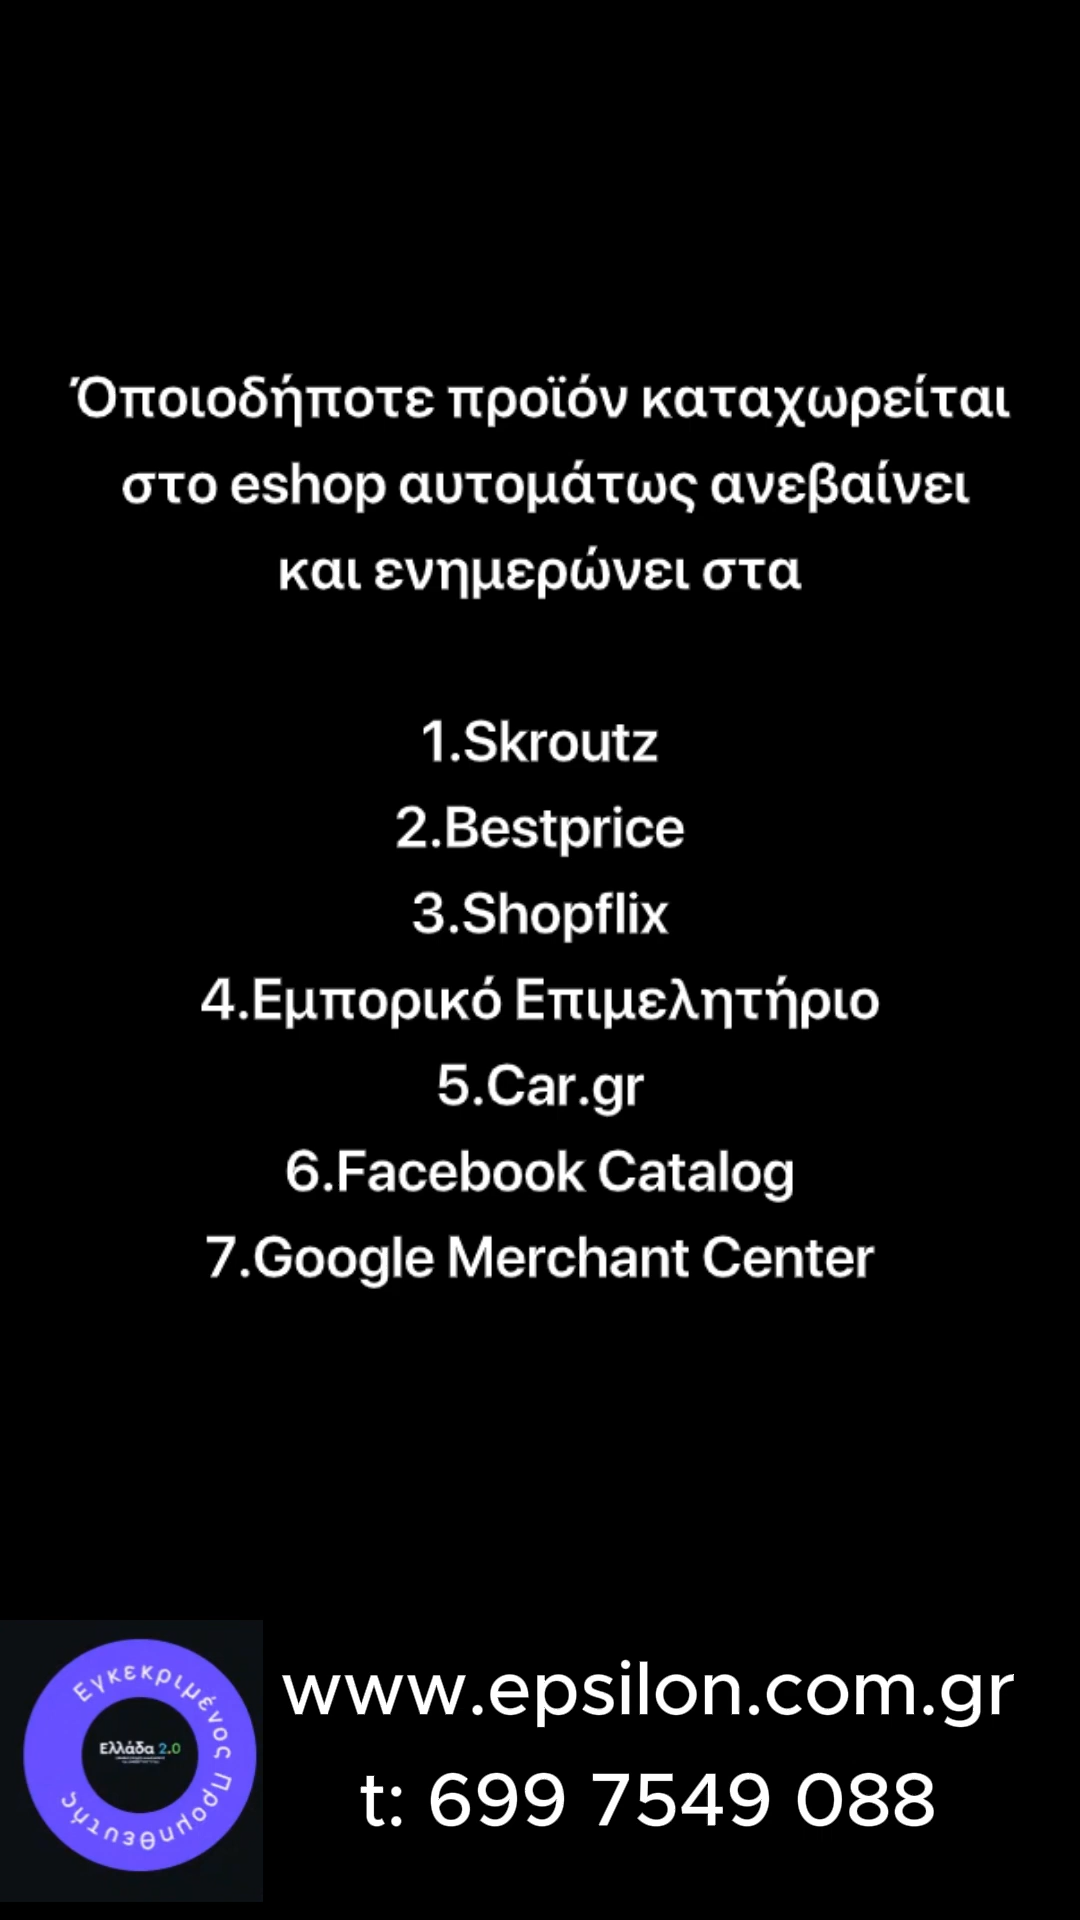 Όποιοδήποτε προϊόν καταχωρείται
στο eshop αυτομάτως ανεβαίνει
και ενημερώνει στα
1.Skroutz
2.Bestprice
3.Shopflix
4.Εμπορικό Επιμελητήριο
5.Car.gr
6.Facebook Catalog
7.Google Merchant Center
Εγκεκριμένος Προμηθευτής
Ελλάδα 2.0
www.epsilon.com.gr
t: 699 7549 088